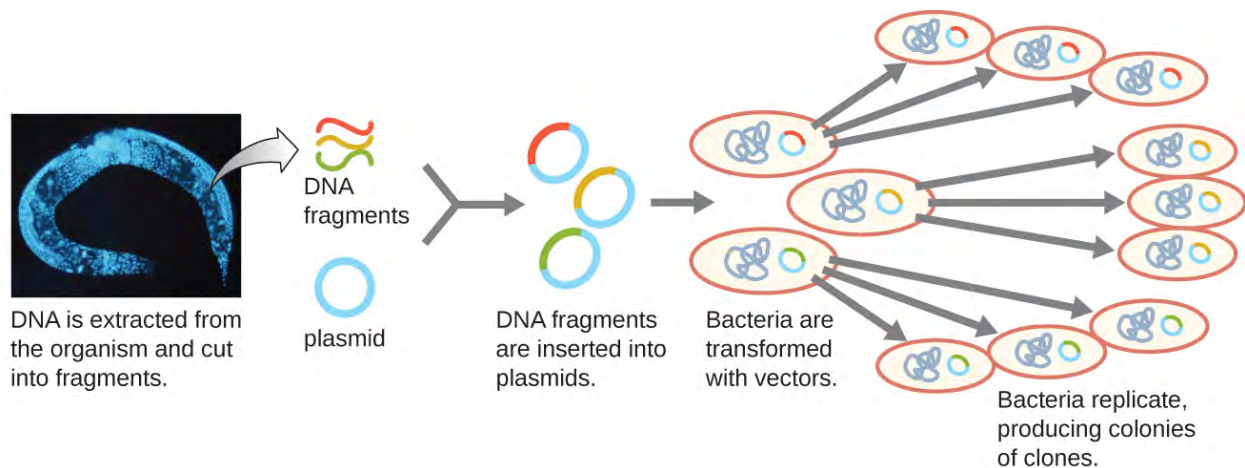 DNA is extracted from
the organism and cut
into fragments.
DNA
fragments
plasmid
DNA fragments
are inserted into
plasmids.
Bacteria are
transformed
with vectors.
Bacteria replicate,
producing colonies
of clones.